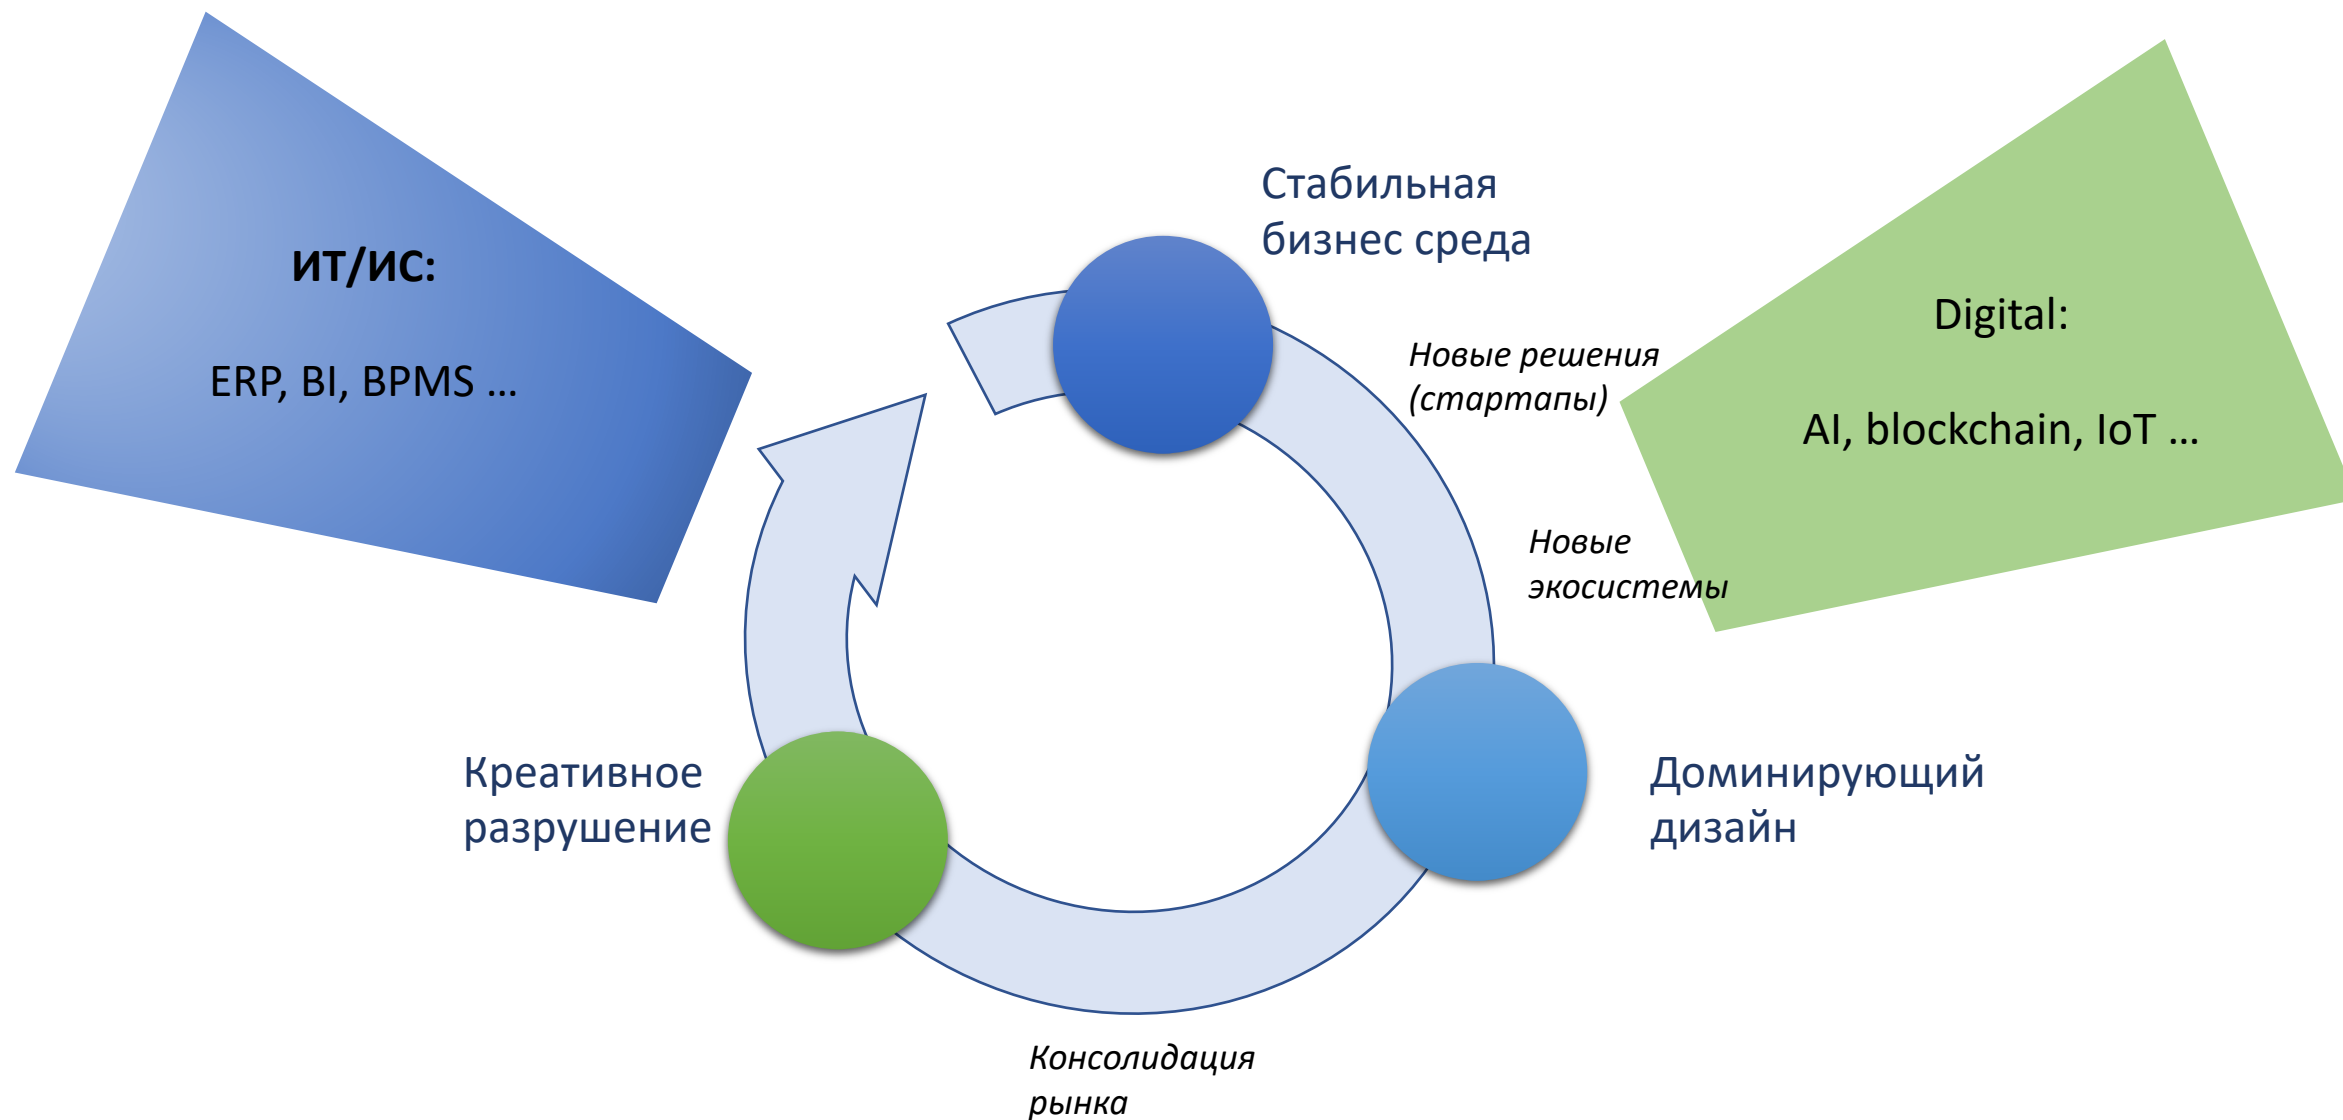 ИТ/ИС:
ERP, BI, BPMS ...
Стабильная
бизнес среда
Новые решения
(стартапы)
Digital:
AI, blockchain, IoT ...
Новые
экосистемы
Доминирующий
дизайн
Креативное
разрушение
Консолидация
рынка